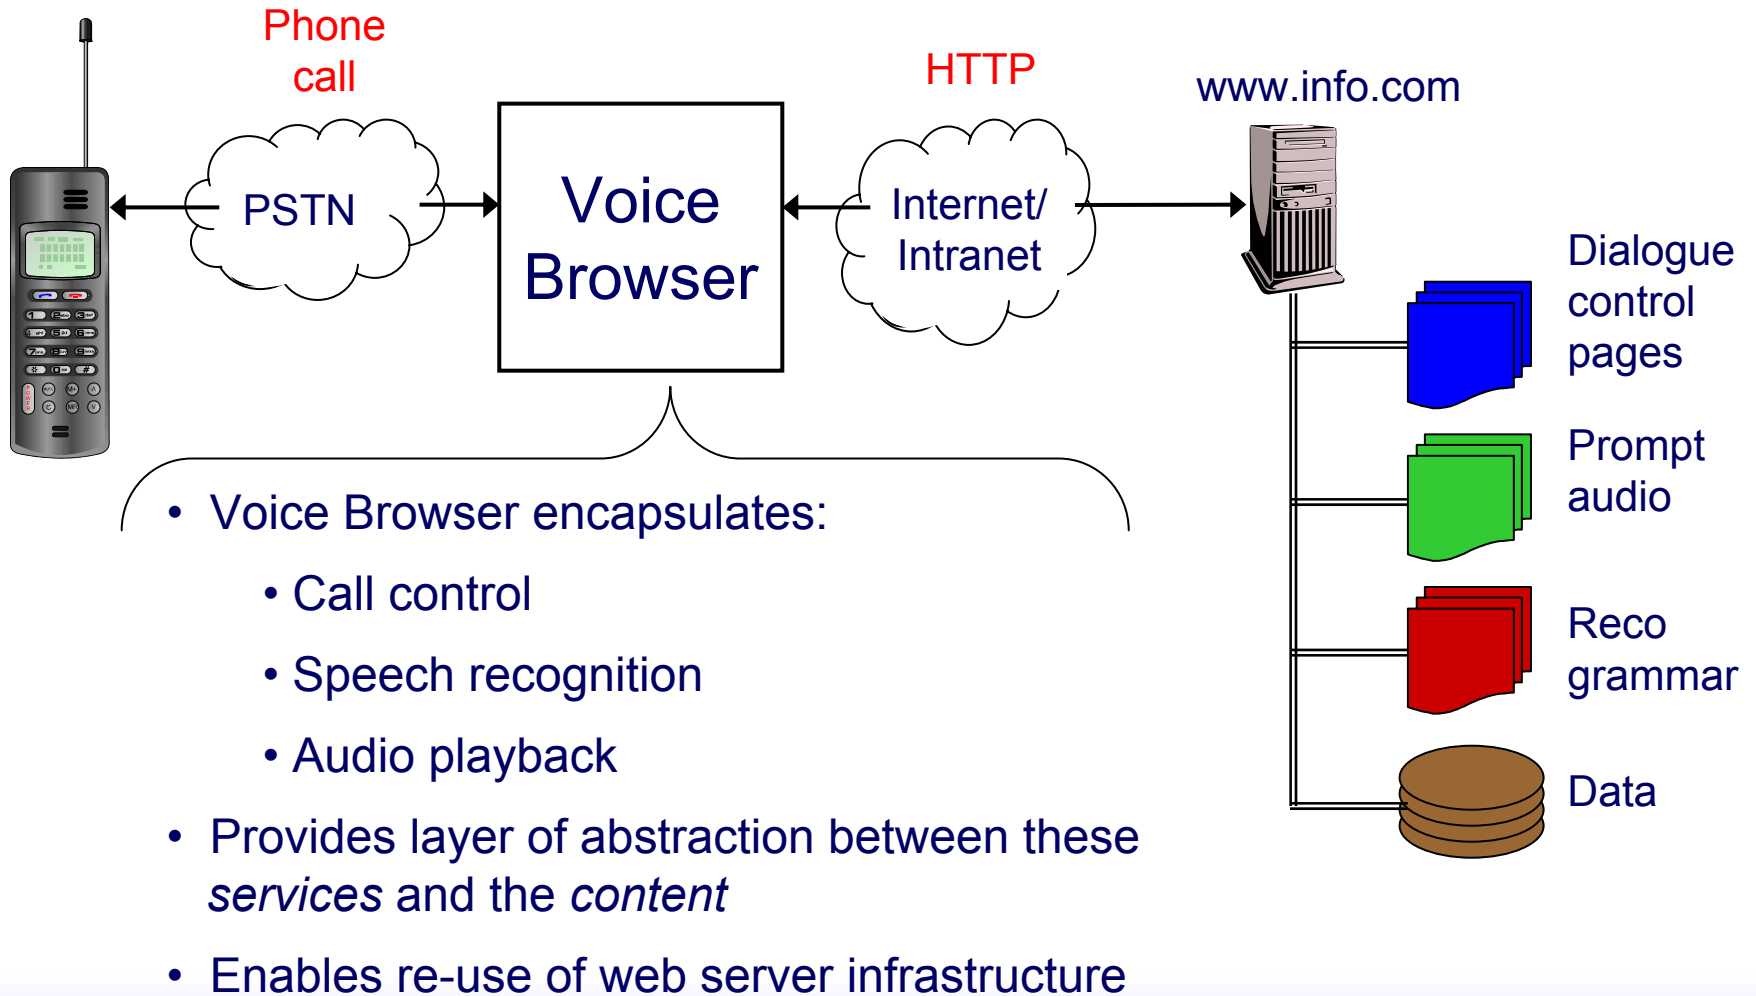 Phone
call
HTTP
www.info.com
PSTN
Voice
Browser
Internet/
Intranet
Dialogue
control
pages
Prompt
audio
Reco
grammar
Data
• Voice Browser encapsulates:
• Call control
• Speech recognition
• Audio playback
• Provides layer of abstraction between these
services and the content
• Enables re-use of web server infrastructure